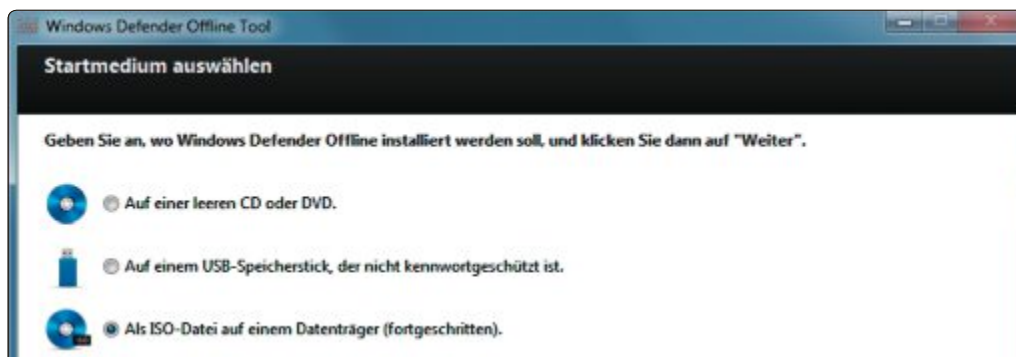 Windows Defender Offline Tool
Startmedium auswählen
Geben Sie an, wo Windows Defender Offline installiert werden soll, und klicken Sie dann auf "Weiter".
Auf einer leeren CD oder DVD.
Auf einem USB-Speicherstick, der nicht kennwortgeschützt ist.
Als ISO-Datei auf einem Datenträger (fortgeschritten).